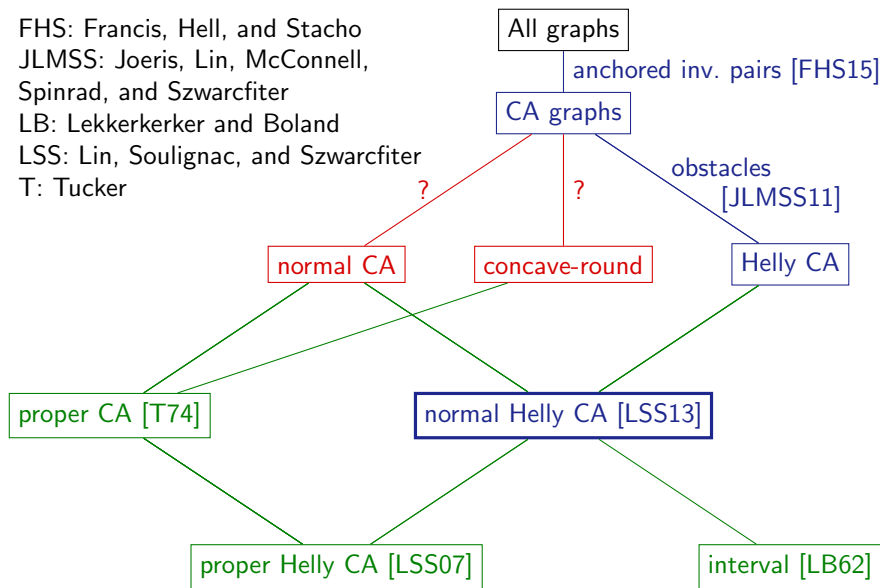 FHS: Francis, Hell, and Stacho
JLMSS: Joeris, Lin, McConnell,
Spinrad, and Szwarcfiter
LB: Lekkerkerker and Boland
LSS: Lin, Soulignac, and Szwarcfiter
T: Tucker
All graphs
anchored inv. pairs [FHS15]
CA graphs
obstacles
[JLMSS11]
?
?
normal CA
concave-round
Helly CA
proper CA [T74]
normal Helly CA [LSS13]
proper Helly CA [LSS07]
interval [LB62]